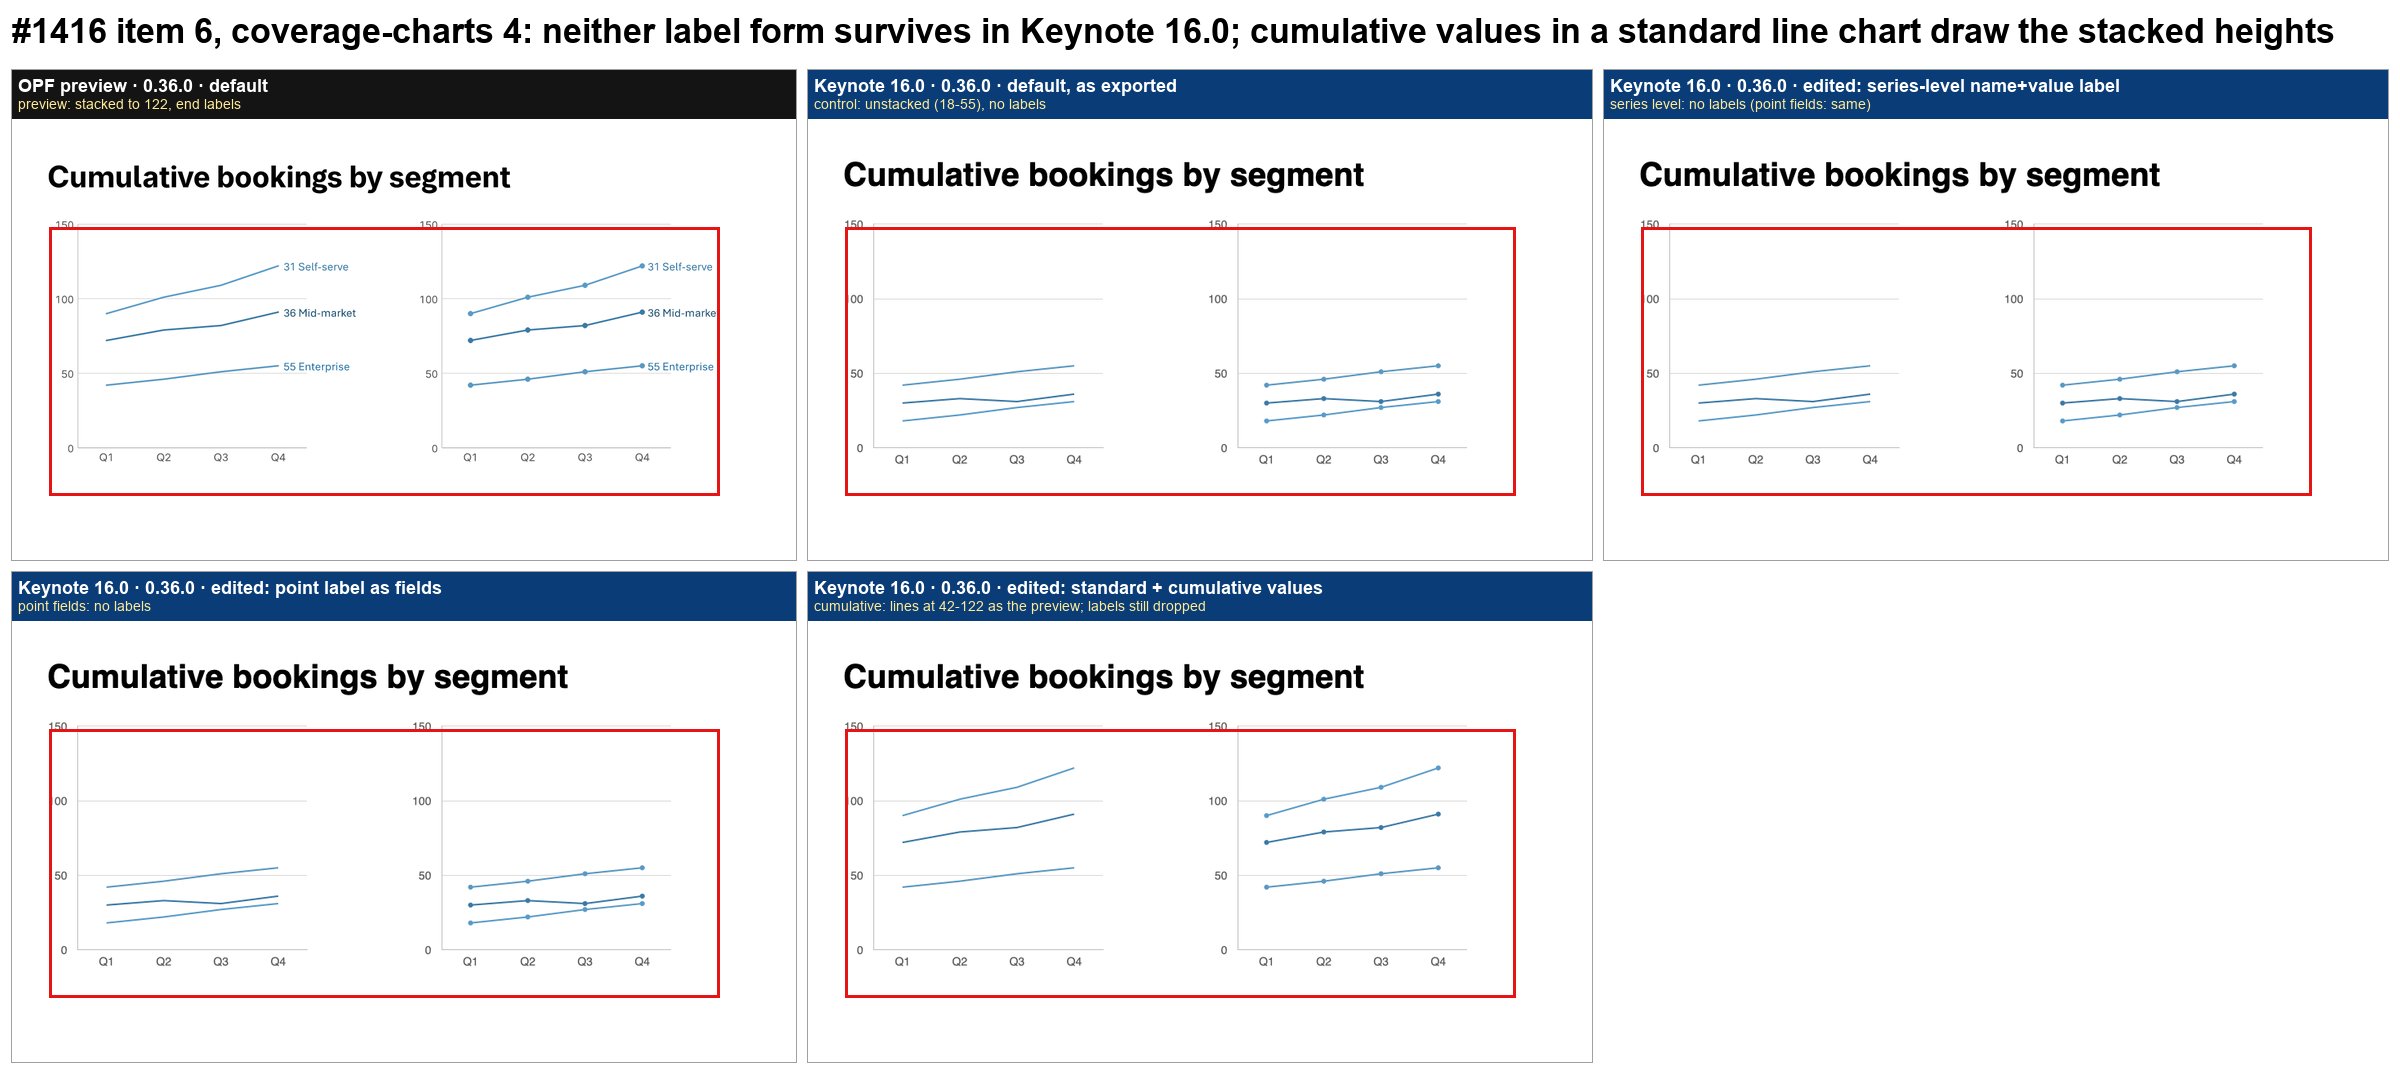 #1416 item 6, coverage-charts 4: neither label form survives in Keynote 16.0; cumulative values in a standard line chart draw the stacked heights
OPF preview · 0.36.0 · default
preview: stacked to 122, end labels
Cumulative bookings by segment
150
100
50
0
Q1 Q2 Q3 Q4
31 Self-serve
36 Mid-market
55 Enterprise
150
100
50
0
Q1 Q2 Q3 Q4
31 Self-serve
36 Mid-marke
55 Enterprise
Keynote 16.0 · 0.36.0 · default, as exported
control: unstacked (18-55), no labels
Cumulative bookings by segment
150
100
50
0
Q1 Q2 Q3 Q4
150
100
50
0
Q1 Q2 Q3 Q4
Keynote 16.0 · 0.36.0 · edited: series-level name+value label
series level: no labels (point fields: same)
Cumulative bookings by segment
150
100
50
0
Q1 Q2 Q3 Q4
150
100
50
0
Q1 Q2 Q3 Q4
Keynote 16.0 · 0.36.0 · edited: point label as fields
point fields: no labels
Cumulative bookings by segment
150
100
50
0
Q1 Q2 Q3 Q4
150
100
50
0
Q1 Q2 Q3 Q4
Keynote 16.0 · 0.36.0 · edited: standard + cumulative values
cumulative: lines at 42-122 as the preview; labels still dropped
Cumulative bookings by segment
150
100
50
0
Q1 Q2 Q3 Q4
150
100
50
0
Q1 Q2 Q3 Q4